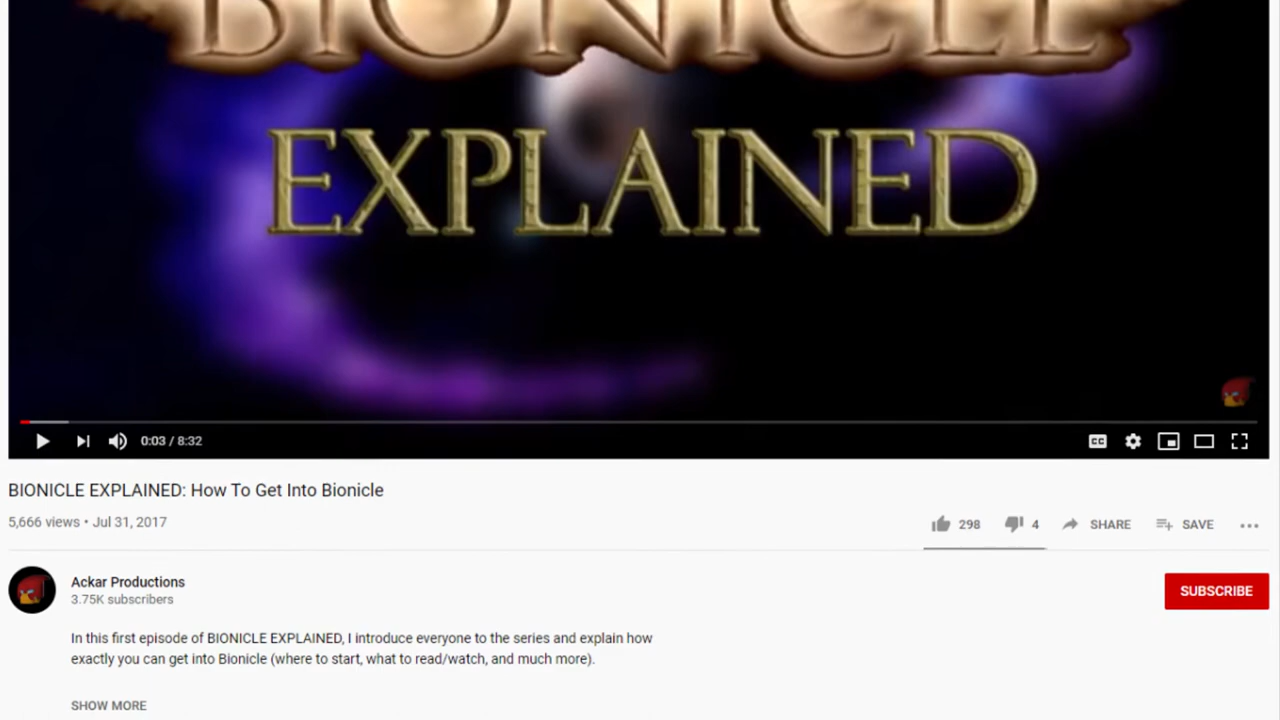 BIONICLE
EXPLAINED
0:03 / 8:32
CC
BIONICLE EXPLAINED: How To Get Into Bionicle
5,666 views • Jul 31, 2017
298 4 SHARE SAVE
Ackar Productions
3.75K subscribers
SUBSCRIBE
In this first episode of BIONICLE EXPLAINED, I introduce everyone to the series and explain how
exactly you can get into Bionicle (where to start, what to read/watch, and much more).
SHOW MORE